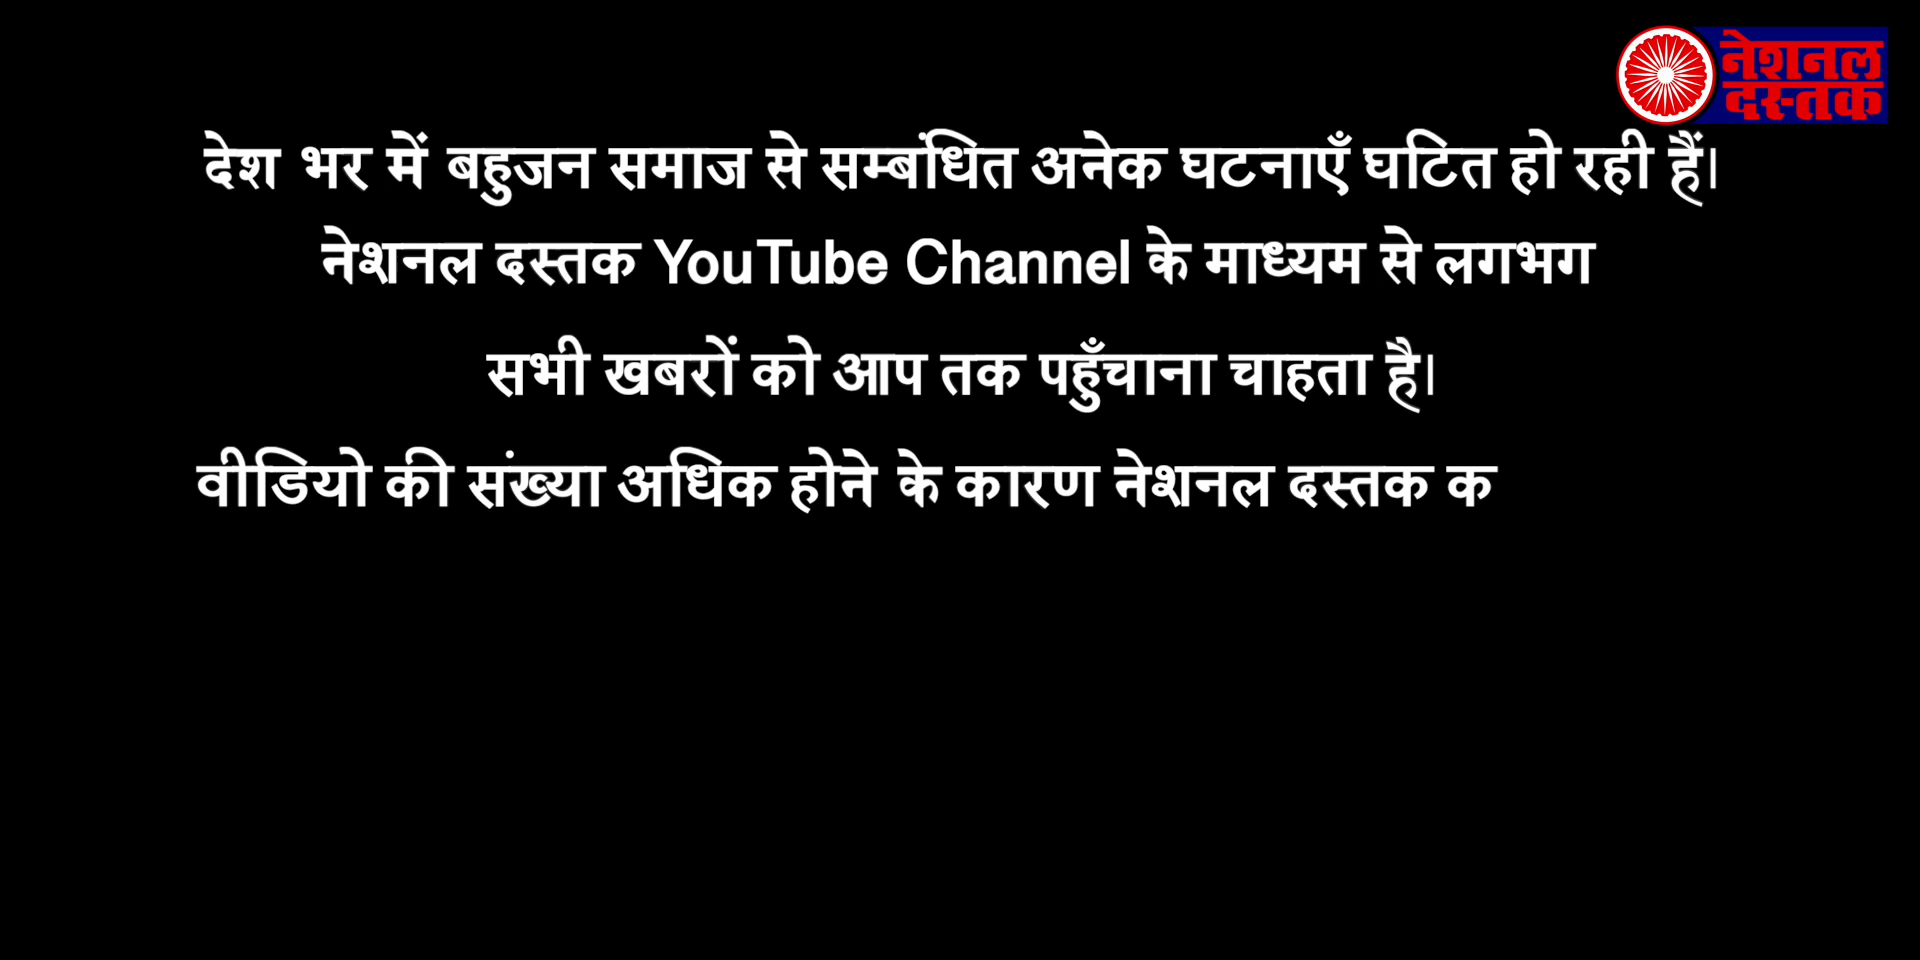 नेशनल
दस्तक
देश भर में बहुजन समाज से सम्बंधित अनेक घटनाएँ घटित हो रही हैं।
नेशनल दस्तक YouTube Channel के माध्यम से लगभग
सभी खबरों को आप तक पहुँचाना चाहता है।
वीडियो की संख्या अधिक होने के कारण नेशनल दस्तक क